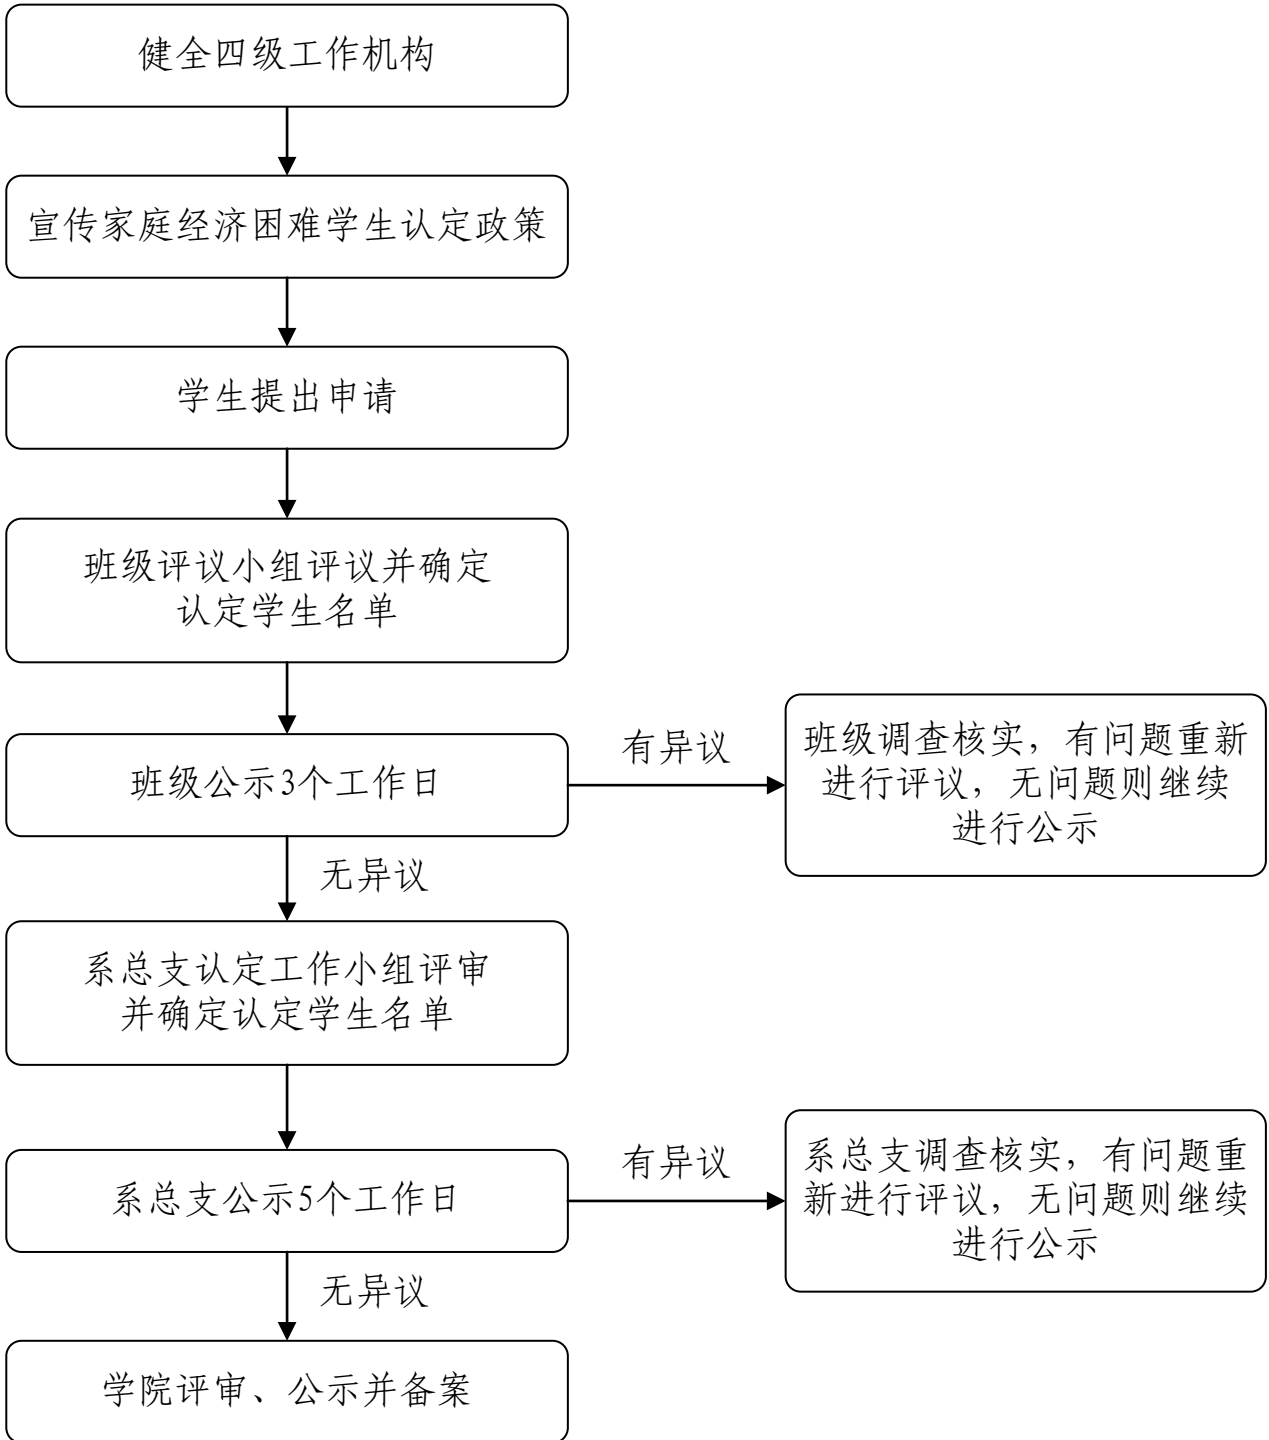 健全四级工作机构
宣传家庭经济困难学生认定政策
学生提出申请
班级评议小组评议并确定
认定学生名单
班级公示3个工作日
有异议
班级调查核实，有问题重新
进行评议，无问题则继续
进行公示
无异议
系总支认定工作小组评审
并确定认定学生名单
系总支公示5个工作日
有异议
系总支调查核实，有问题重
新进行评议，无问题则继续
进行公示
无异议
学院评审、公示并备案